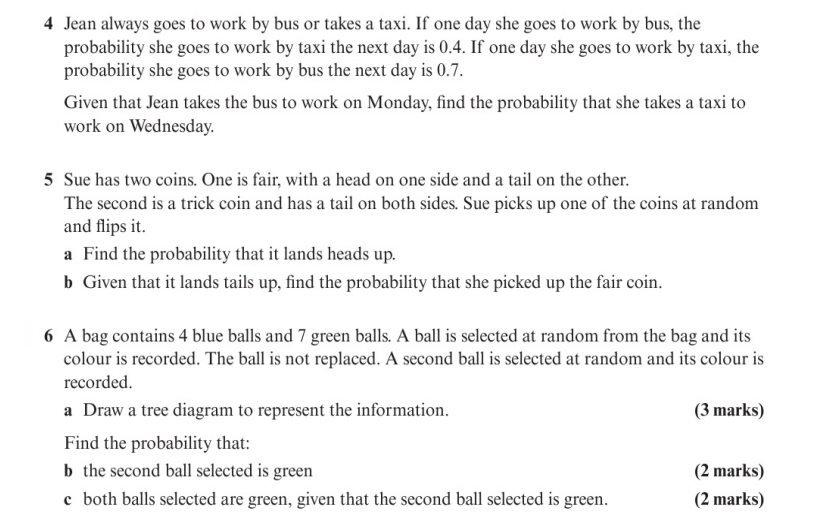 4 Jean always goes to work by bus or takes a taxi. If one day she goes to work by bus, the
probability she goes to work by taxi the next day is 0.4. If one day she goes to work by taxi, the
probability she goes to work by bus the next day is 0.7.
Given that Jean takes the bus to work on Monday, find the probability that she takes a taxi to
work on Wednesday.
5 Sue has two coins. One is fair, with a head on one side and a tail on the other.
The second is a trick coin and has a tail on both sides. Sue picks up one of the coins at random
and flips it.
a Find the probability that it lands heads up.
b Given that it lands tails up, find the probability that she picked up the fair coin.
6 A bag contains 4 blue balls and 7 green balls. A ball is selected at random from the bag and its
colour is recorded. The ball is not replaced. A second ball is selected at random and its colour is
recorded.
a Draw a tree diagram to represent the information. (3 marks)
Find the probability that:
b the second ball selected is green (2 marks)
c both balls selected are green, given that the second ball selected is green. (2 marks)